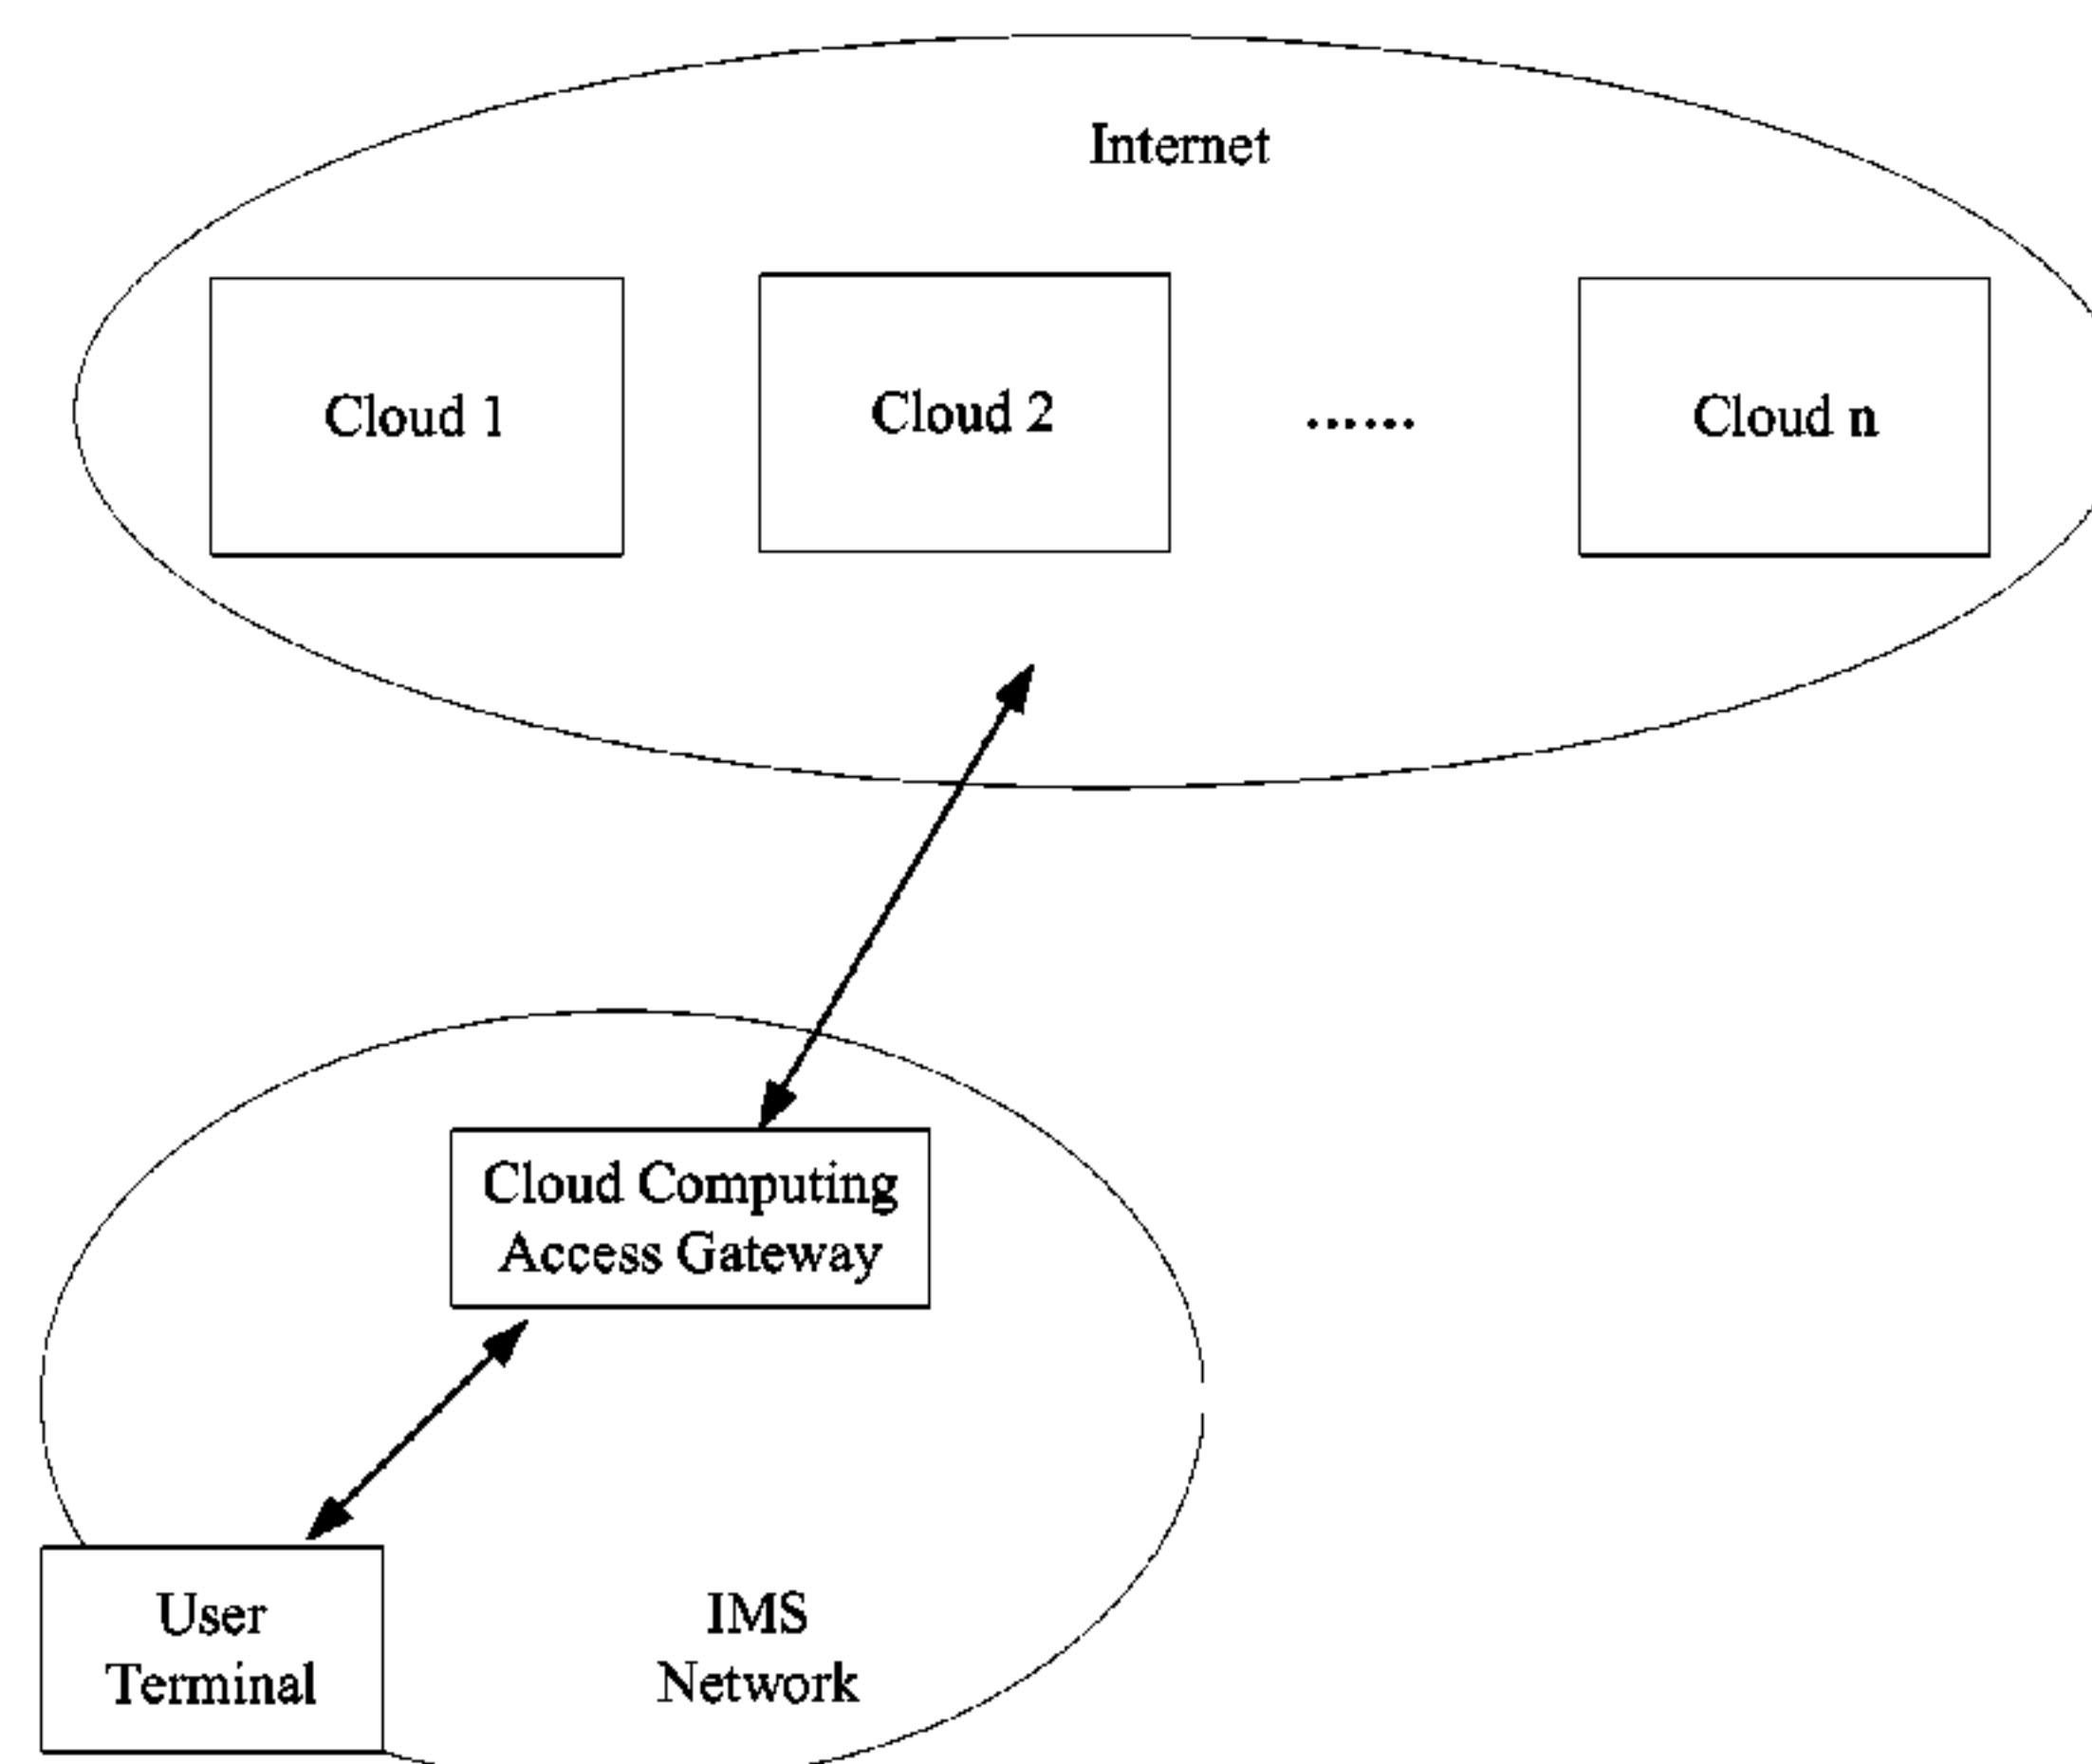 Internet
Cloud 1
Cloud 2
......
Cloud n
Cloud Computing
Access Gateway
User
Terminal
IMS
Network